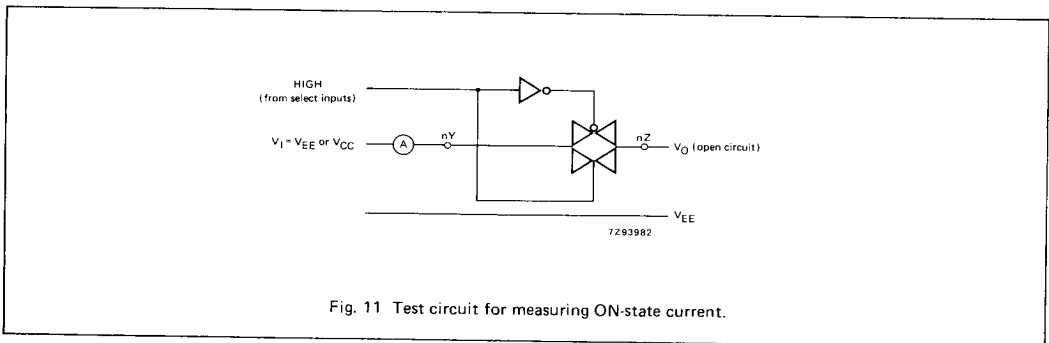 HIGH
(from select inputs)
V_I = V_EE or V_CC
A
nY
nZ
V_O (open circuit)
V_EE
7Z93982
Fig. 11 Test circuit for measuring ON-state current.